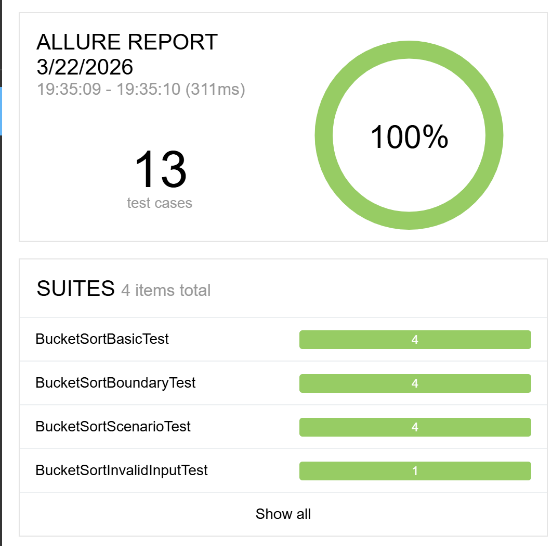 ALLURE REPORT
3/22/2026
19:35:09 - 19:35:10 (311ms)
100%
13
test cases
SUITES 4 items total
BucketSortBasicTest 4
BucketSortBoundaryTest 4
BucketSortScenarioTest 4
BucketSortInvalidInputTest 1
Show all